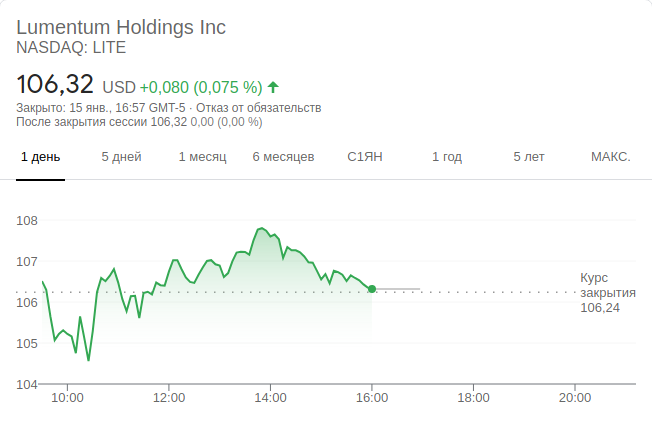 Lumentum Holdings Inc
NASDAQ: LITE
106,32 USD +0,080 (0,075 %)
Закрыто: 15 янв., 16:57 GMT-5 · Отказ от обязательств
После закрытия сессии 106,32 0,00 (0,00 %)
1 день 5 дней 1 месяц 6 месяцев С1ЯН 1 год 5 лет МАКС.
108
107
106
105
104
Курс
закрытия
106,24
10:00 12:00 14:00 16:00 18:00 20:00